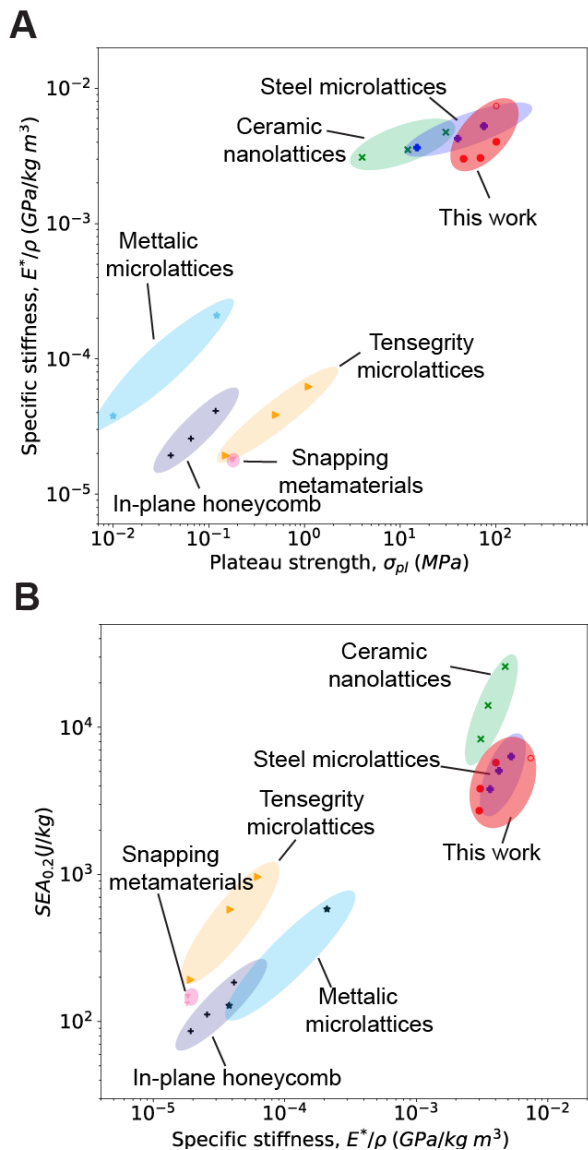 A
Specific stiffness, E*/ρ (GPa/kg m³)
10⁻²
10⁻³
10⁻⁴
10⁻⁵
Steel microlattices
Ceramic
nanolattices
This work
Mettalic
microlattices
Tensegrity
microlattices
Snapping
metamaterials
In-plane honeycomb
10⁻² 10⁻¹ 10⁰ 10¹ 10²
Plateau strength, σpl (MPa)
B
SEA0.2(J/kg)
10⁴
10³
10²
Ceramic
nanolattices
Steel microlattices
Tensegrity
microlattices
This work
Snapping
metamaterials
Mettalic
microlattices
In-plane honeycomb
10⁻⁵ 10⁻⁴ 10⁻³ 10⁻²
Specific stiffness, E*/ρ (GPa/kg m³)